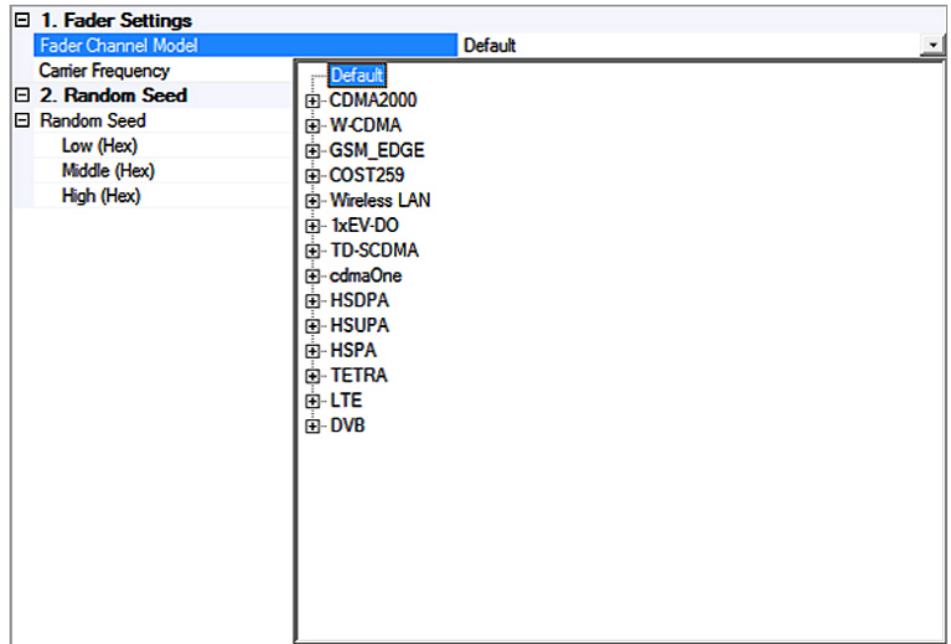 1. Fader Settings
Fader Channel Model Default
Carrier Frequency
2. Random Seed
Random Seed
Low (Hex)
Middle (Hex)
High (Hex)
Default
CDMA2000
W-CDMA
GSM_EDGE
COST259
Wireless LAN
1xEV-DO
TD-SCDMA
cdmaOne
HSDPA
HSUPA
HSPA
TETRA
LTE
DVB